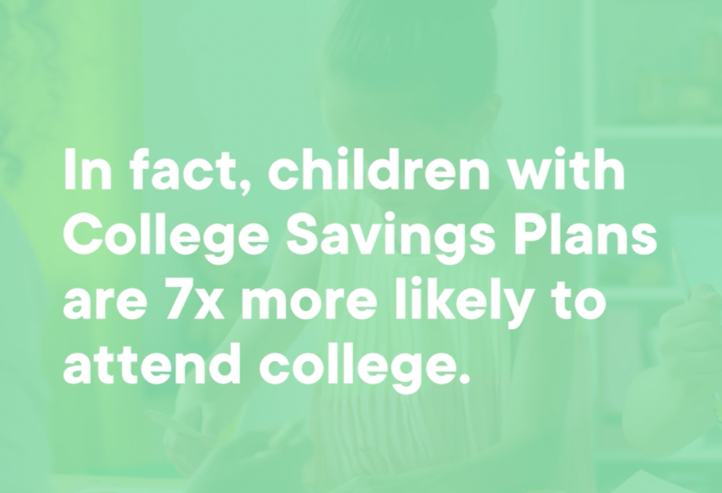 In fact, children with
College Savings Plans
are 7x more likely to
attend college.